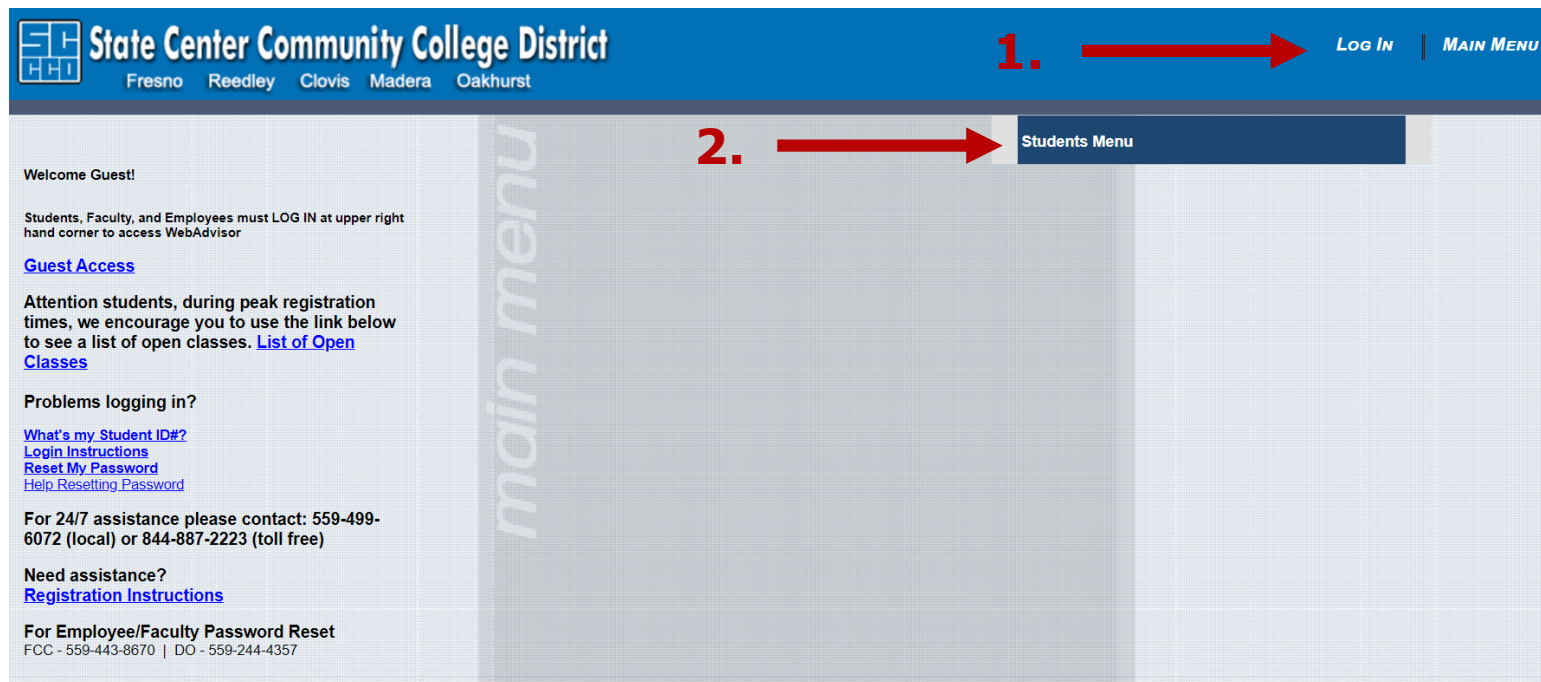 SCCCD
State Center Community College District
Fresno Reedley Clovis Madera Oakhurst
1.
LOG IN
MAIN MENU
2.
Students Menu
main menu
Welcome Guest!
Students, Faculty, and Employees must LOG IN at upper right
hand corner to access WebAdvisor
Guest Access
Attention students, during peak registration
times, we encourage you to use the link below
to see a list of open classes. List of Open
Classes
Problems logging in?
What's my Student ID#?
Login Instructions
Reset My Password
Help Resetting Password
For 24/7 assistance please contact: 559-499-
6072 (local) or 844-887-2223 (toll free)
Need assistance?
Registration Instructions
For Employee/Faculty Password Reset
FCC - 559-443-8670 | DO - 559-244-4357